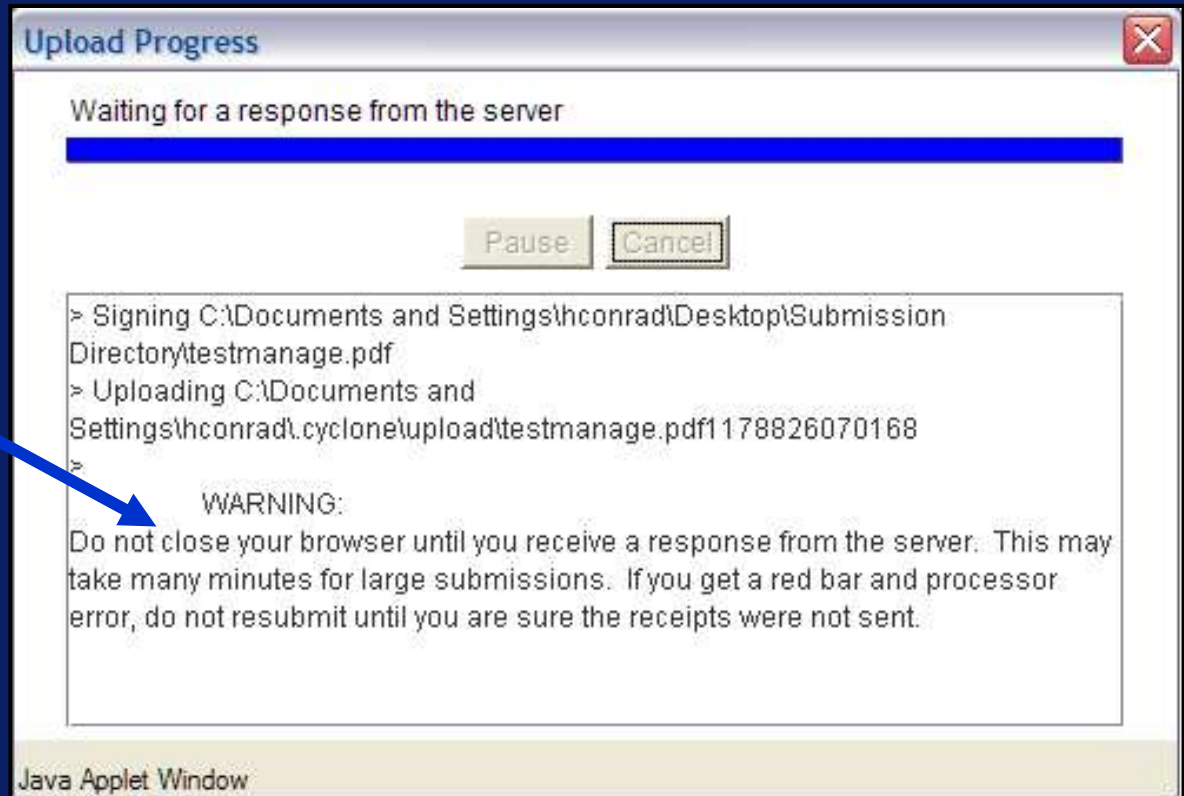 Upload Progress
Waiting for a response from the server
Pause
Cancel
> Signing C:\Documents and Settings\hconrad\Desktop\Submission
Directory\testmanage.pdf
> Uploading C:\Documents and
Settings\hconrad\.cyclone\upload\testmanage.pdf1178826070168
>
WARNING:
Do not close your browser until you receive a response from the server.  This may
take many minutes for large submissions.  If you get a red bar and processor
error, do not resubmit until you are sure the receipts were not sent.
Java Applet Window